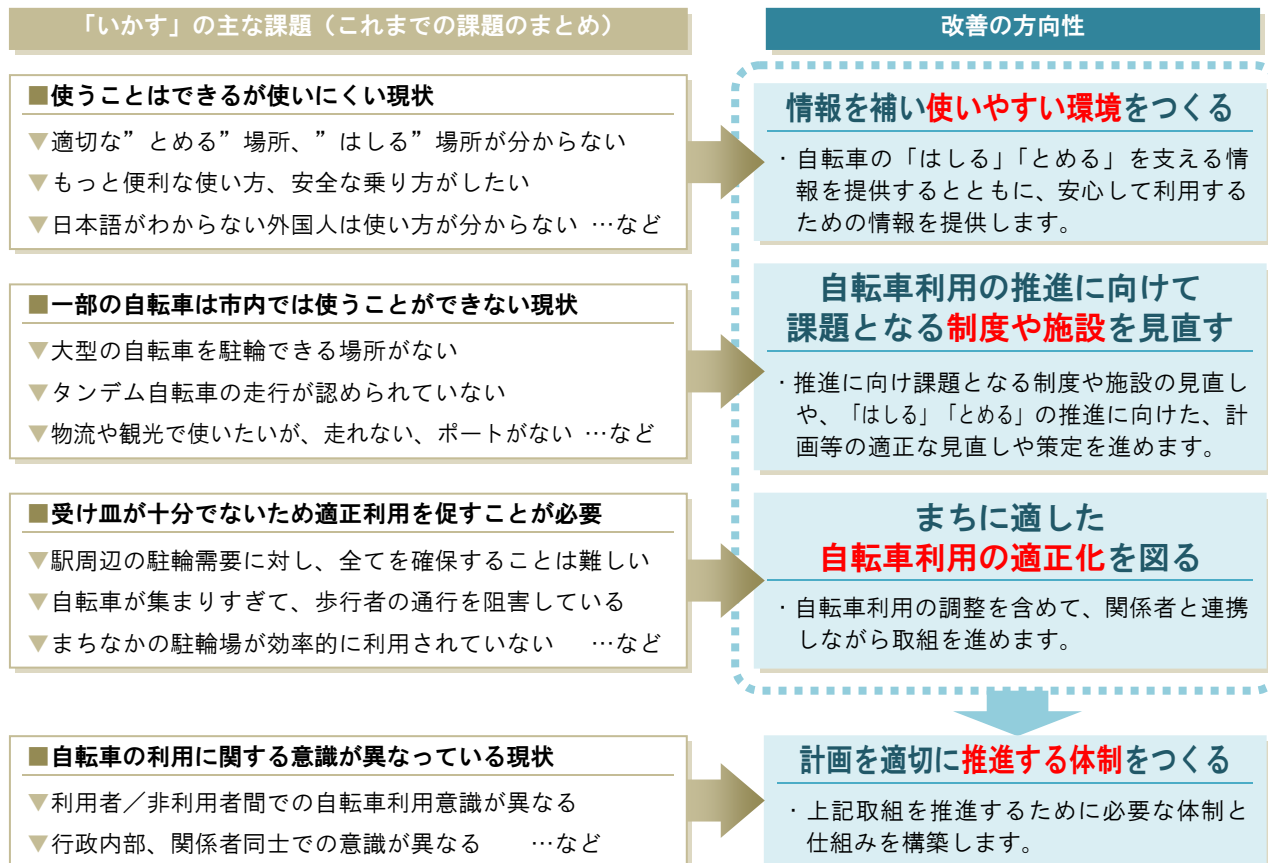 「いかす」の主な課題（これまでの課題のまとめ）
改善の方向性
■使うことはできるが使いにくい現状
▼適切な”とめる”場所、”はしる”場所が分からない
▼もっと便利な使い方、安全な乗り方がしたい
▼日本語がわからない外国人は使い方が分からない …など
情報を補い使いやすい環境をつくる
・自転車の「はしる」「とめる」を支える情
報を提供するとともに、安心して利用する
ための情報を提供します。
■一部の自転車は市内では使うことができない現状
▼大型の自転車を駐輪できる場所がない
▼タンデム自転車の走行が認められていない
▼物流や観光で使いたいが、走れない、ポートがない …など
自転車利用の推進に向けて
課題となる制度や施設を見直す
・推進に向け課題となる制度や施設の見直し
や、「はしる」「とめる」の推進に向けた、計
画等の適正な見直しや策定を進めます。
■受け皿が十分でないため適正利用を促すことが必要
▼駅周辺の駐輪需要に対し、全てを確保することは難しい
▼自転車が集まりすぎて、歩行者の通行を阻害している
▼まちなかの駐輪場が効率的に利用されていない …など
まちに適した
自転車利用の適正化を図る
・自転車利用の調整を含めて、関係者と連携
しながら取組を進めます。
■自転車の利用に関する意識が異なっている現状
▼利用者／非利用者間での自転車利用意識が異なる
▼行政内部、関係者同士での意識が異なる …など
計画を適切に推進する体制をつくる
・上記取組を推進するために必要な体制と
仕組みを構築します。